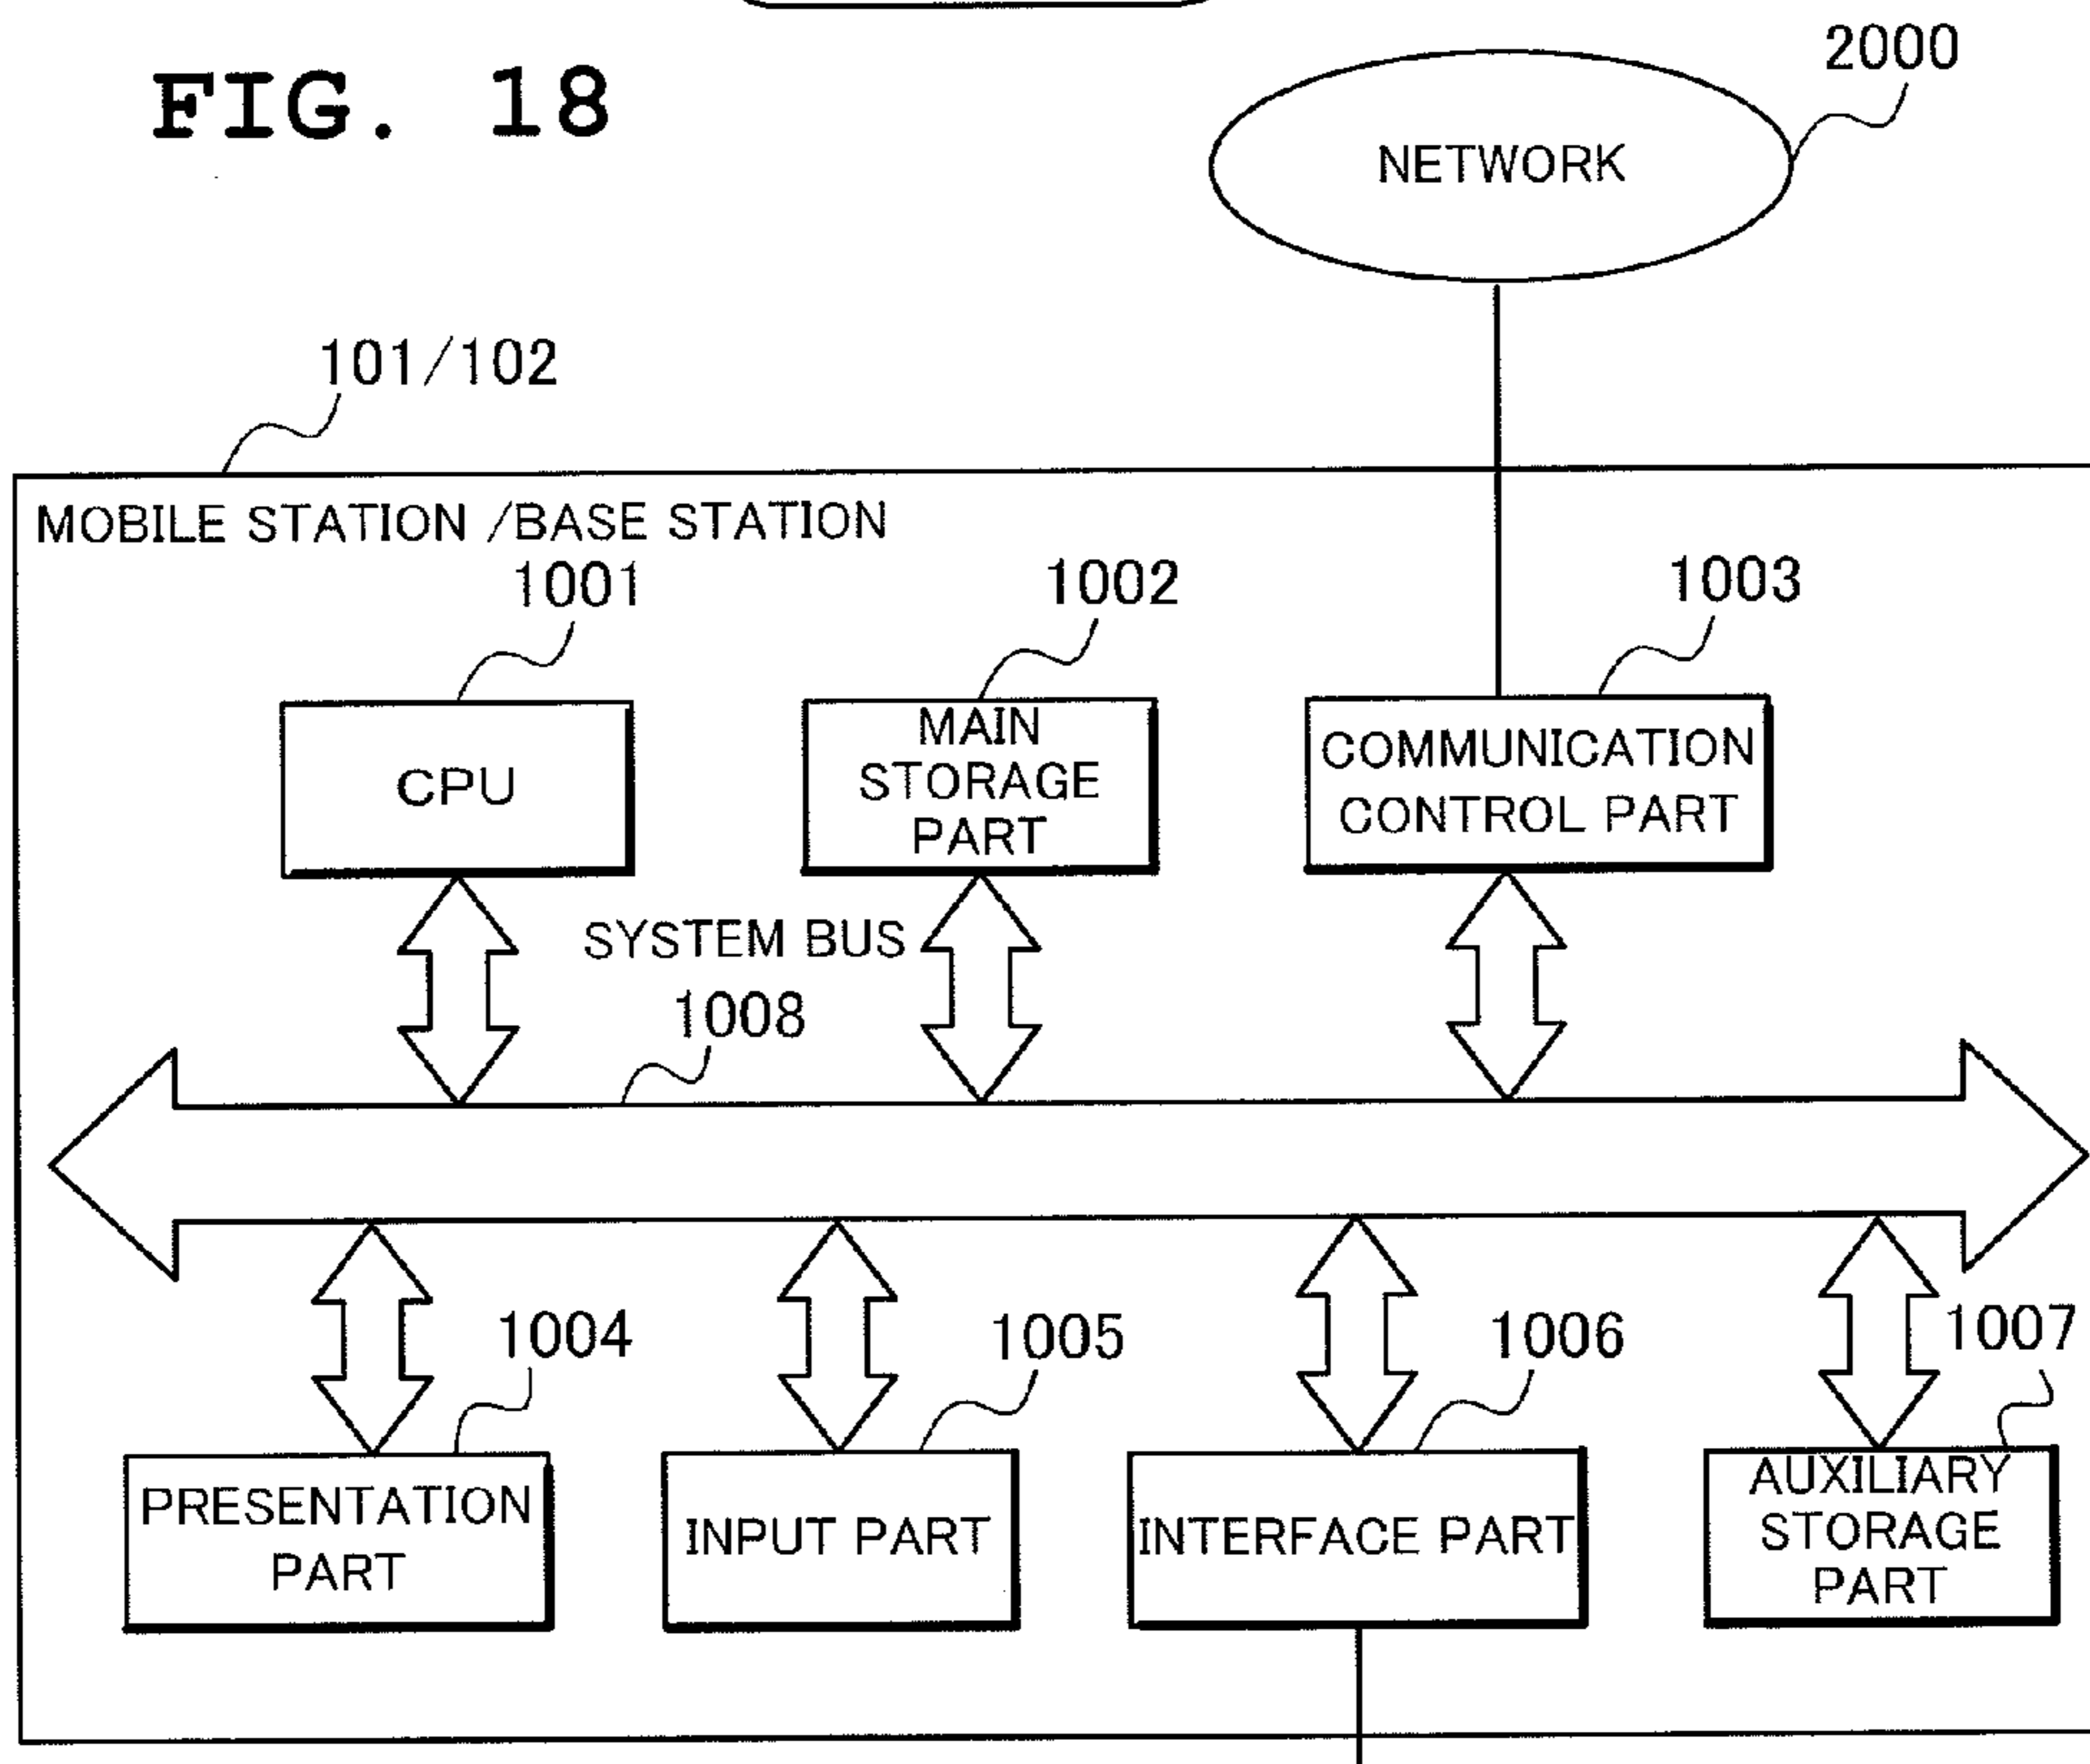 FIG. 18
2000
NETWORK
101/102
MOBILE STATION /BASE STATION
1001
1002
1003
CPU
MAIN
STORAGE
PART
COMMUNICATION
CONTROL PART
SYSTEM BUS
1008
1004
1005
1006
1007
PRESENTATION
PART
INPUT PART
INTERFACE PART
AUXILIARY
STORAGE
PART